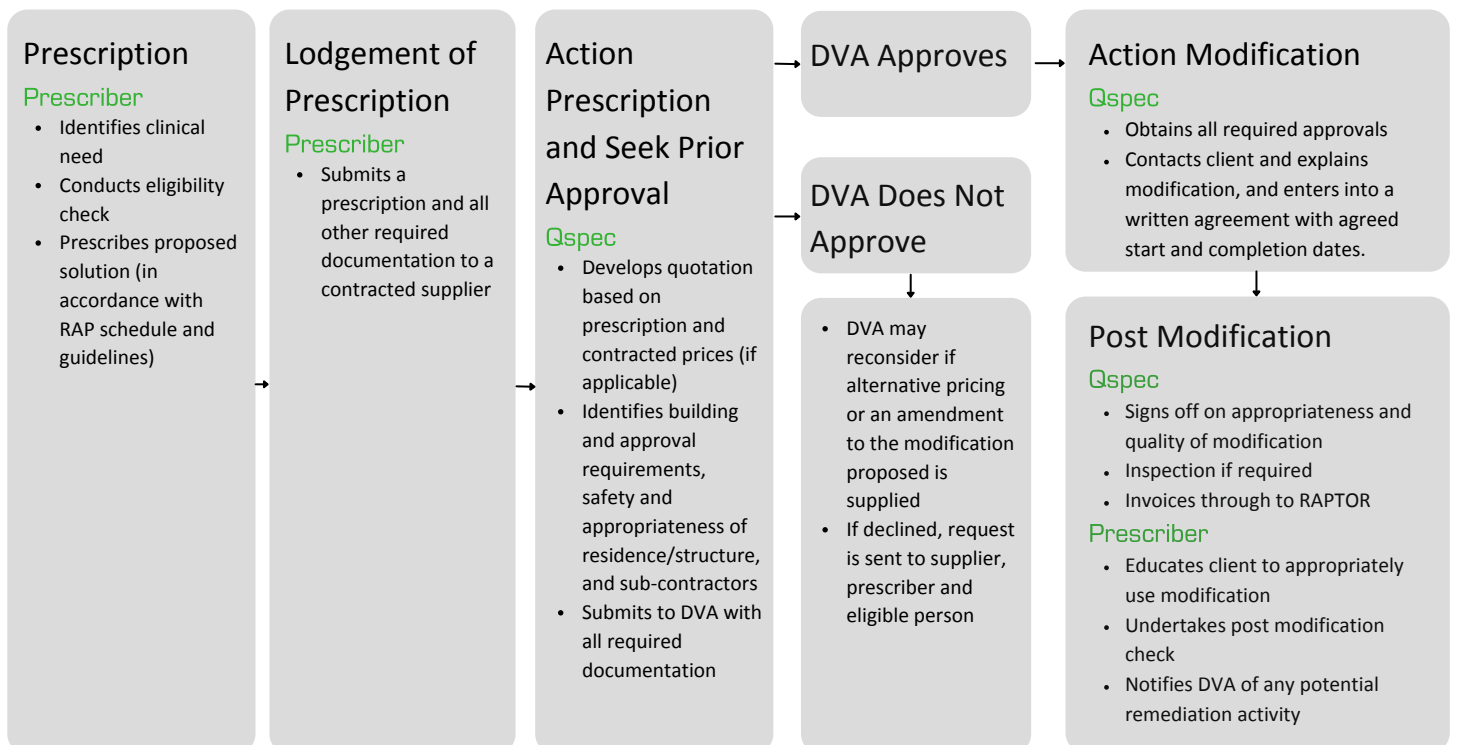 Prescription
Prescriber
• Identifies clinical
need
• Conducts eligibility
check
• Prescribes proposed
solution (in
accordance with
RAP schedule and
guidelines)
Lodgement of
Prescription
Prescriber
• Submits a
prescription and all
other required
documentation to a
contracted supplier
Action
Prescription
and Seek Prior
Approval
Qspec
• Develops quotation
based on
prescription and
contracted prices (if
applicable)
• Identifies building
and approval
requirements,
safety and
appropriateness of
residence/structure,
and sub-contractors
• Submits to DVA with
all required
documentation
DVA Approves
DVA Does Not
Approve
• DVA may
reconsider if
alternative pricing
or an amendment
to the modification
proposed is
supplied
• If declined, request
is sent to supplier,
prescriber and
eligible person
Action Modification
Qspec
• Obtains all required approvals
• Contacts client and explains
modification, and enters into a
written agreement with agreed
start and completion dates.
Post Modification
Qspec
• Signs off on appropriateness and
quality of modification
• Inspection if required
• Invoices through to RAPTOR
Prescriber
• Educates client to appropriately
use modification
• Undertakes post modification
check
• Notifies DVA of any potential
remediation activity